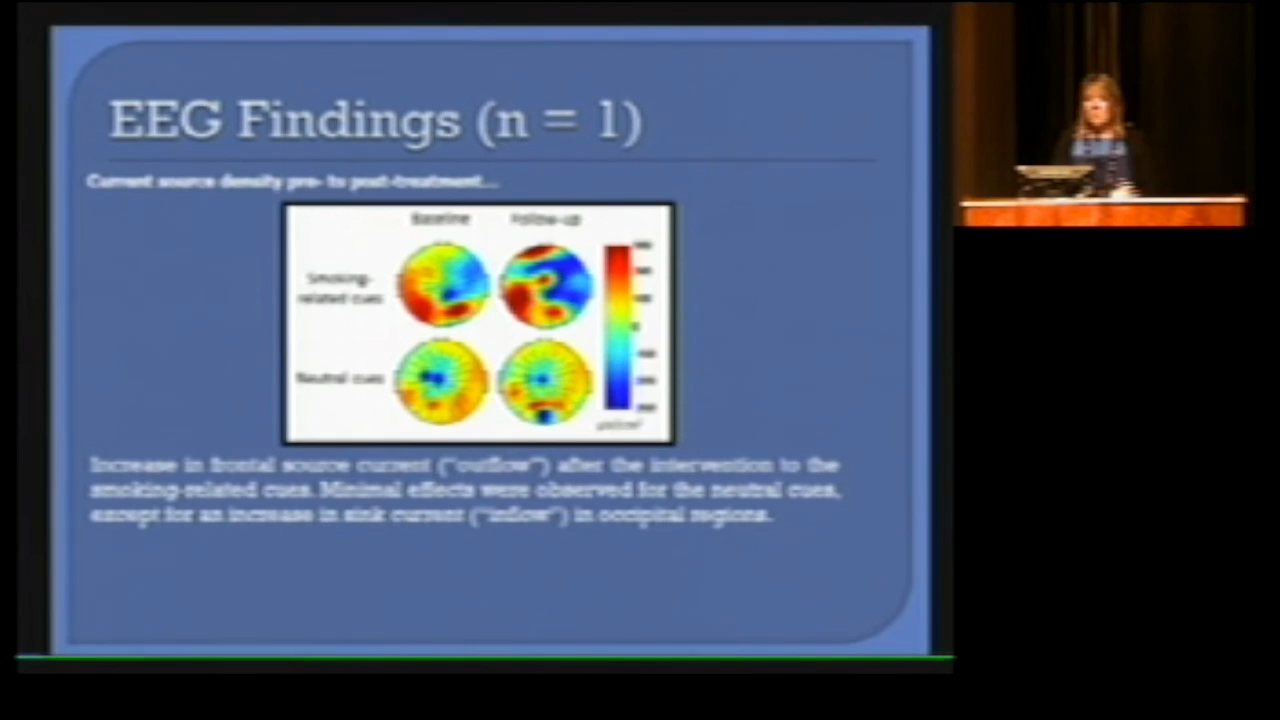 EEG Findings (n = 1)
Current source density pre- to post-treatment...
Baseline Follow-up
Smoking-
related cues
Neutral cues
Increase in frontal source current ("outflow") after the intervention to the
smoking-related cues. Minimal effects were observed for the neutral cues,
except for an increase in sink current ("inflow") in occipital regions.